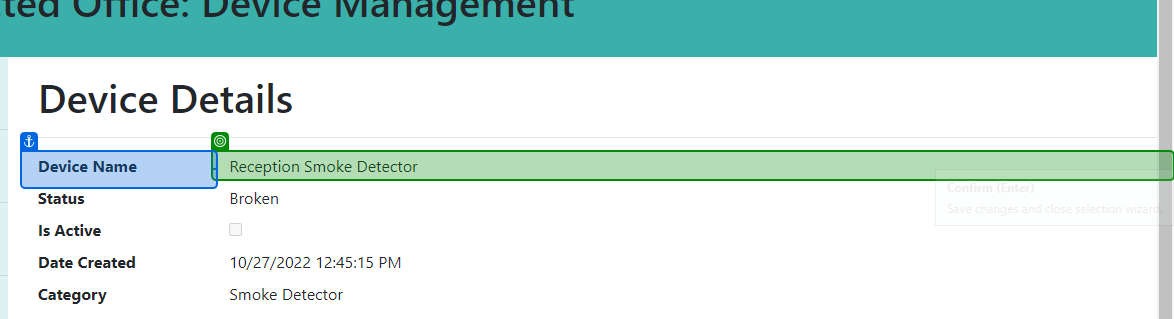 ted Office: Device Management
Device Details
Device Name Reception Smoke Detector
Confirm (Enter)
Status Broken
Save changes and close selection wizard.
Is Active
Date Created 10/27/2022 12:45:15 PM
Category Smoke Detector